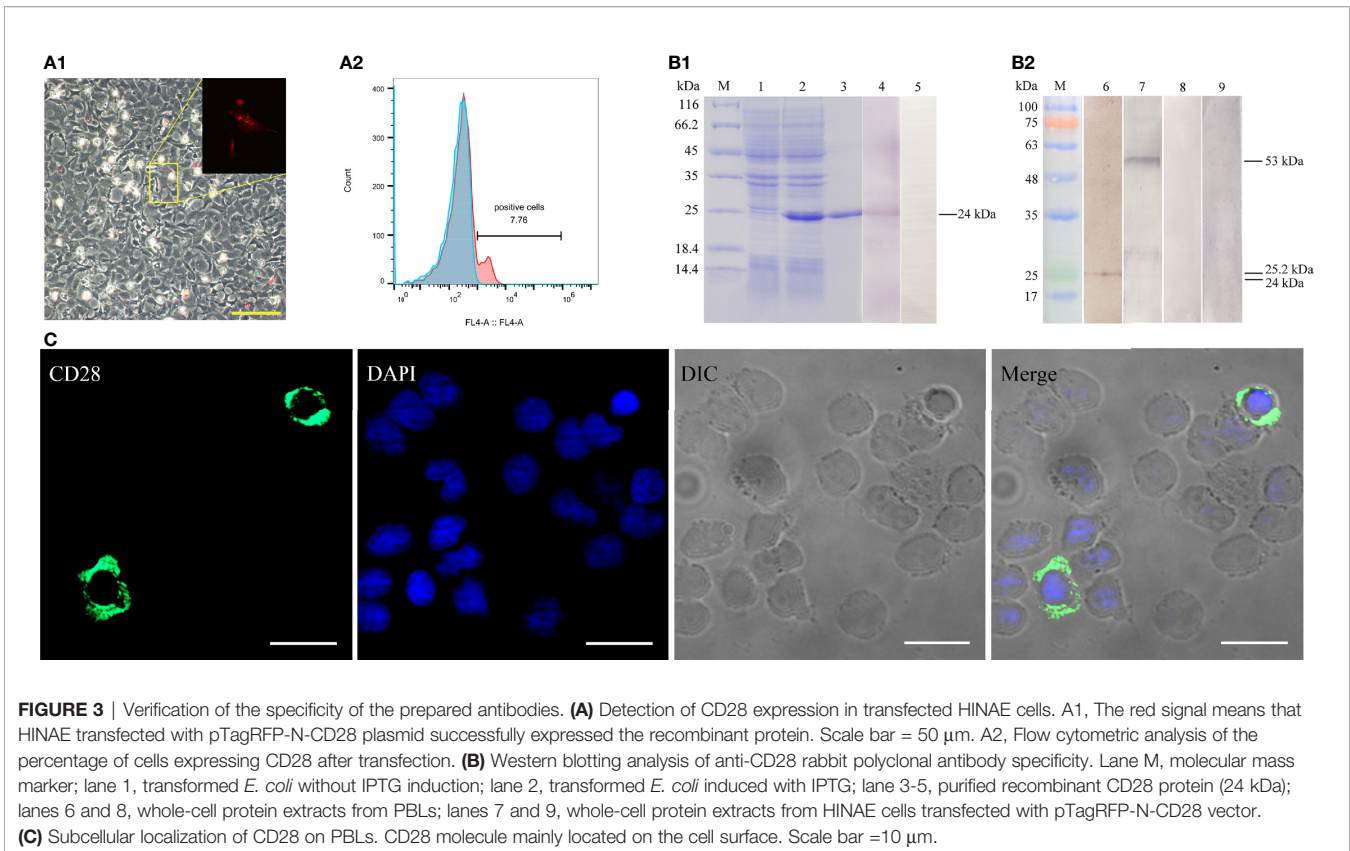 A1
A2
B1
B2
kDa M 1 2 3 4 5
116
66.2
45
35
25
18.4
14.4
24 kDa
kDa M 6 7 8 9
100
75
63
48
35
25
17
53 kDa
25.2 kDa
24 kDa
400
300
200
100
0
Count
positive cells
7.76
10^0 10^2 10^4 10^6
FL4-A :: FL4-A
C
CD28
DAPI
DIC
Merge
FIGURE 3 | Verification of the specificity of the prepared antibodies. (A) Detection of CD28 expression in transfected HINAE cells. A1, The red signal means that
HINAE transfected with pTagRFP-N-CD28 plasmid successfully expressed the recombinant protein. Scale bar = 50 μm. A2, Flow cytometric analysis of the
percentage of cells expressing CD28 after transfection. (B) Western blotting analysis of anti-CD28 rabbit polyclonal antibody specificity. Lane M, molecular mass
marker; lane 1, transformed E. coli without IPTG induction; lane 2, transformed E. coli induced with IPTG; lane 3-5, purified recombinant CD28 protein (24 kDa);
lanes 6 and 8, whole-cell protein extracts from PBLs; lanes 7 and 9, whole-cell protein extracts from HINAE cells transfected with pTagRFP-N-CD28 vector.
(C) Subcellular localization of CD28 on PBLs. CD28 molecule mainly located on the cell surface. Scale bar =10 μm.